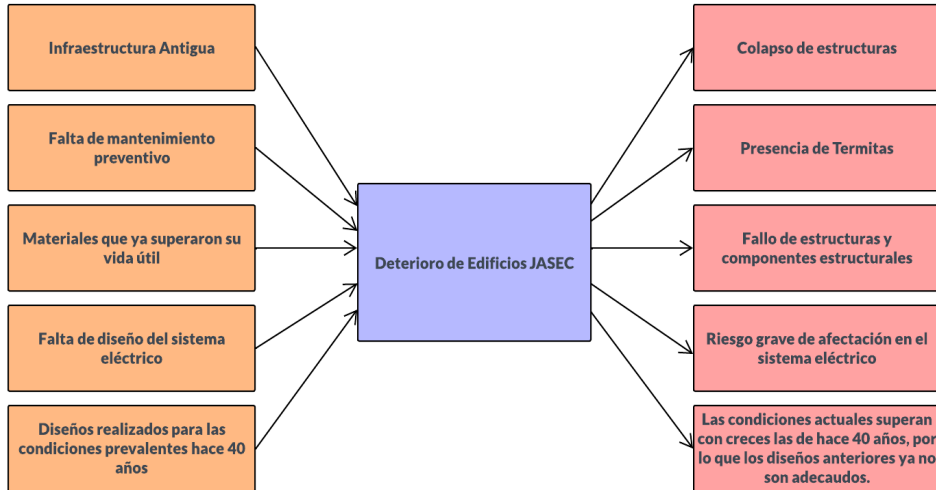 Infraestructura Antigua
Falta de mantenimiento
preventivo
Materiales que ya superaron su
vida útil
Falta de diseño del sistema
eléctrico
Diseños realizados para las
condiciones prevalentes hace 40
años
Deterioro de Edificios JASEC
Colapso de estructuras
Presencia de Termitas
Fallo de estructuras y
componentes estructurales
Riesgo grave de afectación en el
sistema eléctrico
Las condiciones actuales superan
con creces las de hace 40 años, por
lo que los diseños anteriores ya no
son adecaudos.